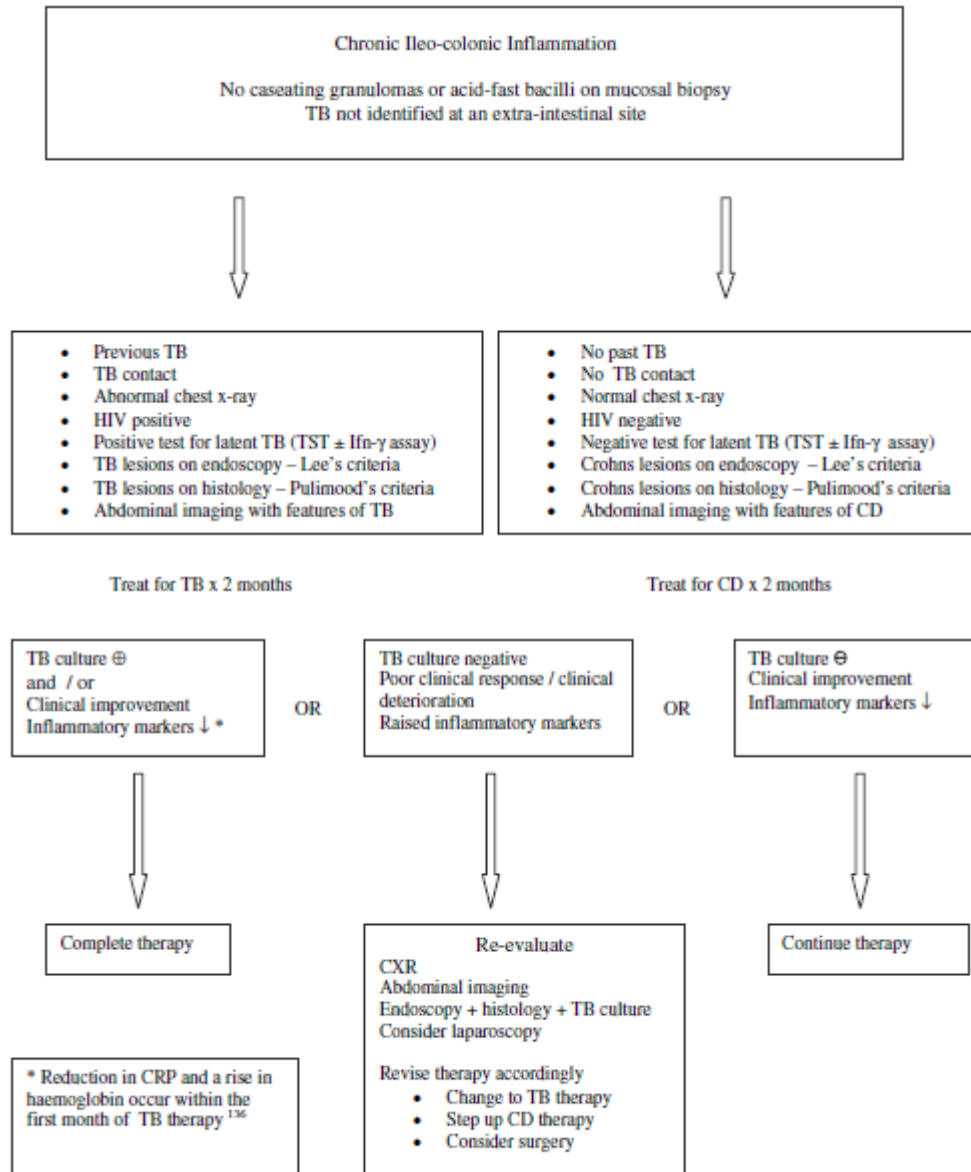 Chronic Ileo-colonic Inflammation
No caseating granulomas or acid-fast bacilli on mucosal biopsy
TB not identified at an extra-intestinal site
• Previous TB
• TB contact
• Abnormal chest x-ray
• HIV positive
• Positive test for latent TB (TST ± Ifn-γ assay)
• TB lesions on endoscopy – Lee's criteria
• TB lesions on histology – Pulimood's criteria
• Abdominal imaging with features of TB
• No past TB
• No TB contact
• Normal chest x-ray
• HIV negative
• Negative test for latent TB (TST ± Ifn-γ assay)
• Crohns lesions on endoscopy – Lee's criteria
• Crohns lesions on histology – Pulimood's criteria
• Abdominal imaging with features of CD
Treat for TB x 2 months
Treat for CD x 2 months
TB culture ⊕
and / or
Clinical improvement
Inflammatory markers ↓ *
OR
TB culture negative
Poor clinical response / clinical
deterioration
Raised inflammatory markers
OR
TB culture ⊖
Clinical improvement
Inflammatory markers ↓
Complete therapy
Re-evaluate
CXR
Abdominal imaging
Endoscopy + histology + TB culture
Consider laparoscopy
Revise therapy accordingly
• Change to TB therapy
• Step up CD therapy
• Consider surgery
Continue therapy
* Reduction in CRP and a rise in
haemoglobin occur within the
first month of TB therapy 136